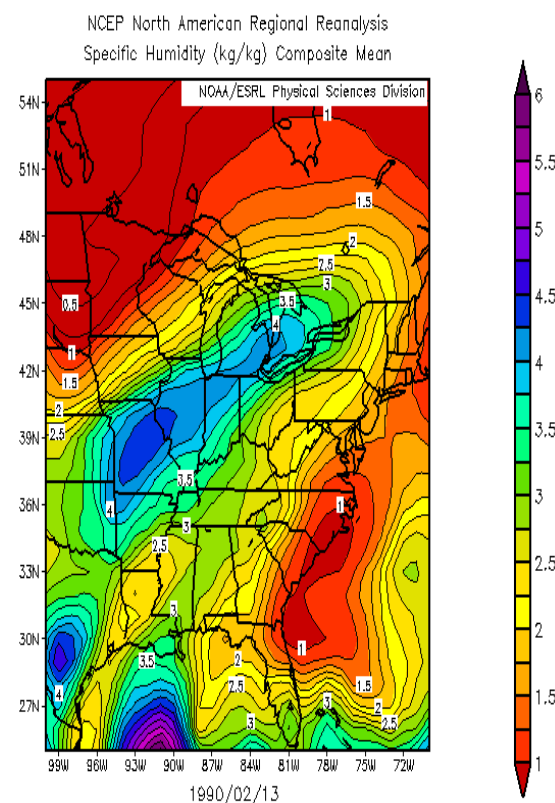 NCEP North American Regional Reanalysis
Specific Humidity (kg/kg) Composite Mean
NOAA/ESRL Physical Sciences Division
54N
51N
48N
45N
42N
39N
36N
33N
30N
27N
99W 96W 93W 90W 87W 84W 81W 78W 75W 72W
1990/02/13
1
1.5
2
2.5
3
3.5
4
0.5
1
1.5
2
2.5
3.5
4
3
2.5
1
3
3.5
4
2
2.5
3
1
3
1.5
2
2.5
6
5.5
5
4.5
4
3.5
3
2.5
2
1.5
1